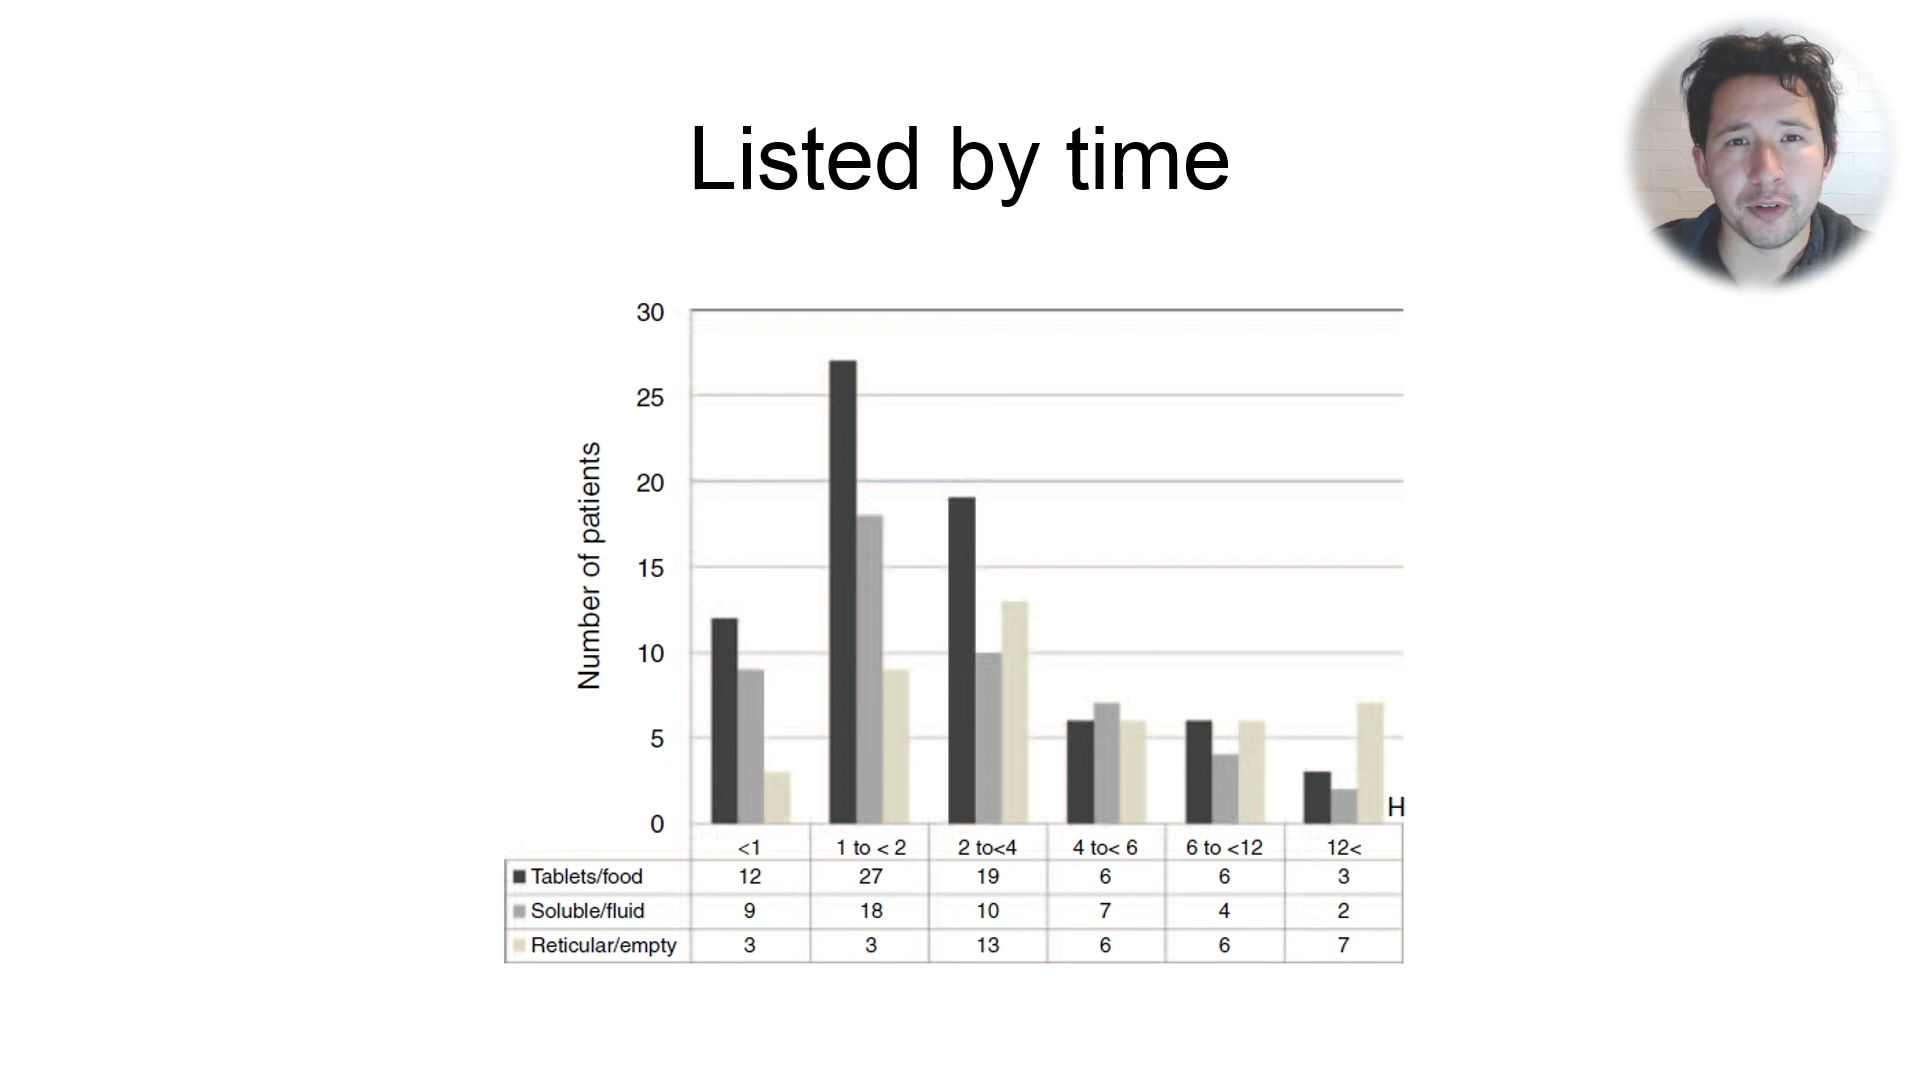 Listed by time
30
25
20
15
10
5
0
Number of patients
H
<1 1 to < 2 2 to<4 4 to< 6 6 to <12 12<
Tablets/food 12 27 19 6 6 3
Soluble/fluid 9 18 10 7 4 2
Reticular/empty 3 3 13 6 6 7